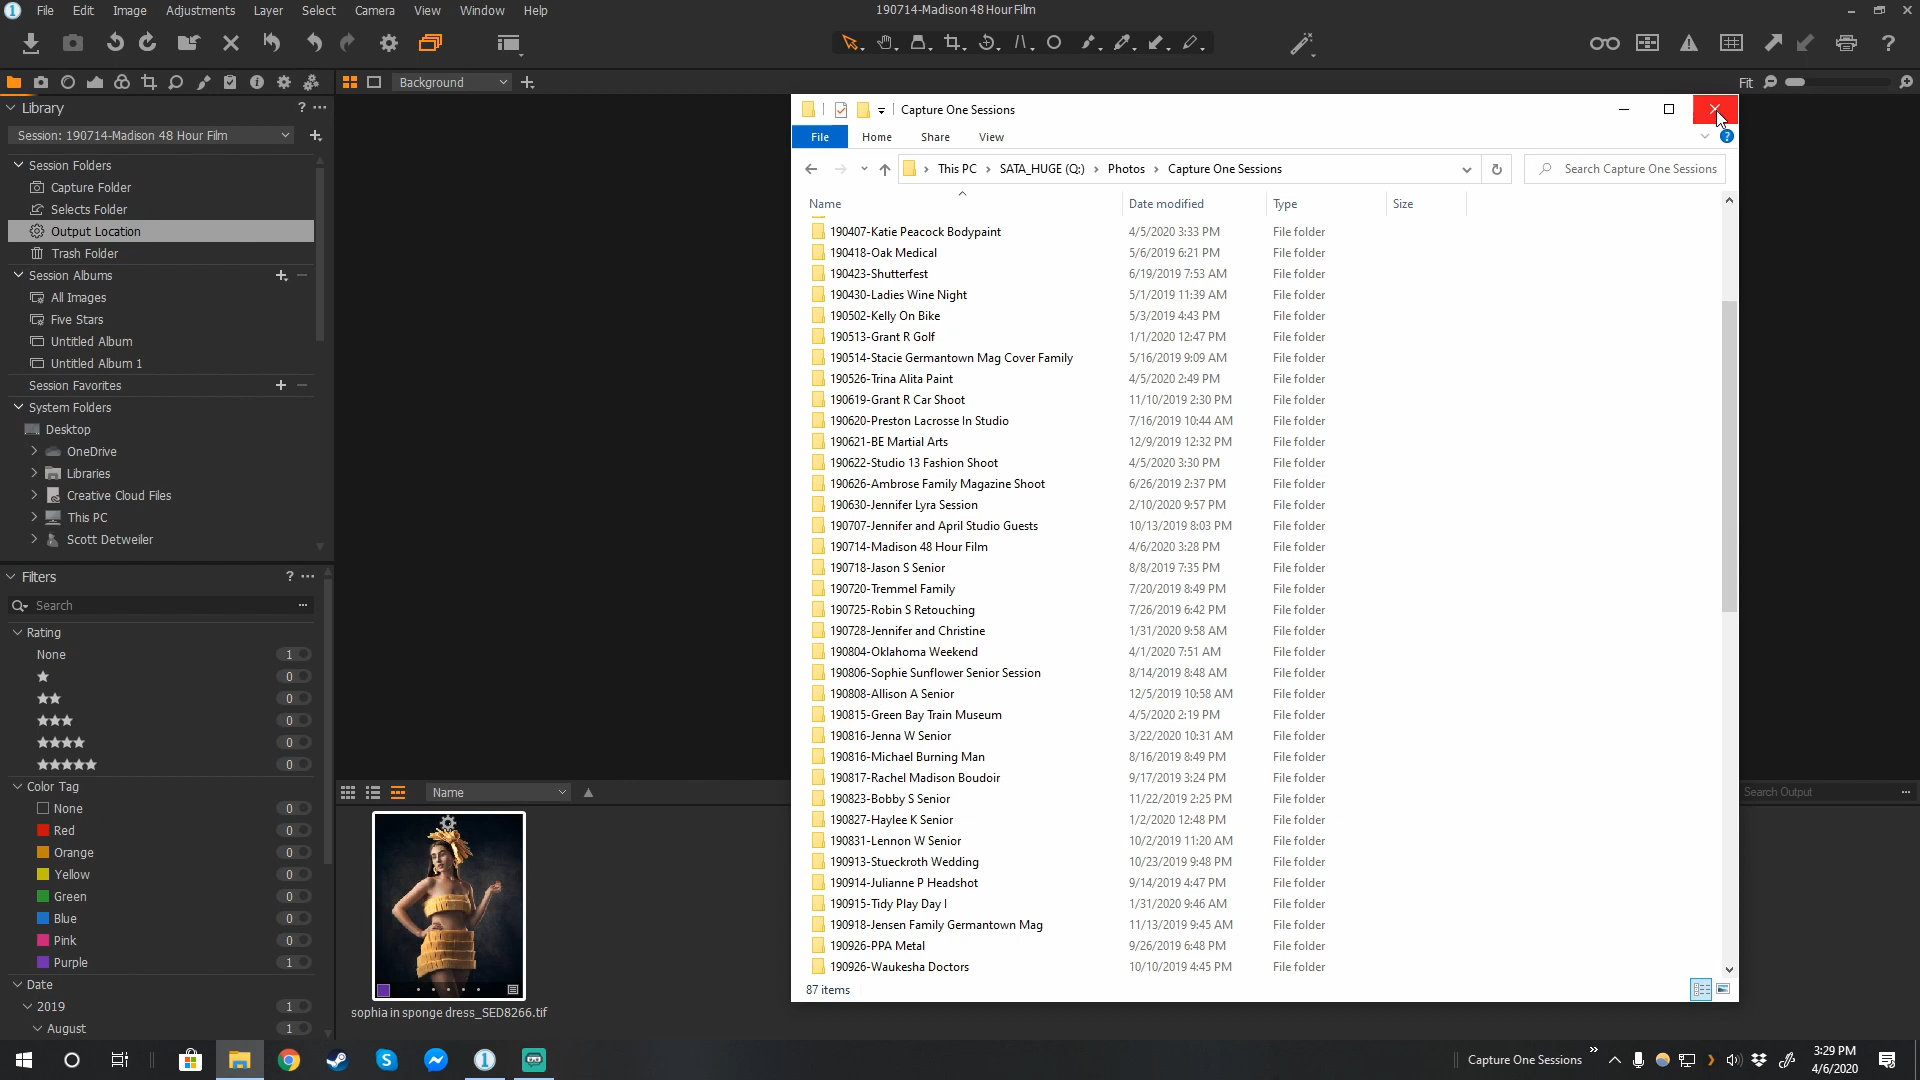 File Edit Image Adjustments Layer Select Camera View Window Help
190714-Madison 48 Hour Film
Background
Fit
Library
Session: 190714-Madison 48 Hour Film
Session Folders
Capture Folder
Selects Folder
Output Location
Trash Folder
Session Albums
All Images
Five Stars
Untitled Album
Untitled Album 1
Session Favorites
System Folders
Desktop
OneDrive
Libraries
Creative Cloud Files
This PC
Scott Detweiler
Filters
Search
Rating
None 1
★ 0
★★ 0
★★★ 0
★★★★ 0
★★★★★ 0
Color Tag
None 0
Red 0
Orange 0
Yellow 0
Green 0
Blue 0
Pink 0
Purple 1
Date
2019 1
August 1
Name
Search Output
sophia in sponge dress_SED8266.tif
Capture One Sessions
File Home Share View
This PC > SATA_HUGE (Q:) > Photos > Capture One Sessions
Search Capture One Sessions
Name Date modified Type Size
190407-Katie Peacock Bodypaint 4/5/2020 3:33 PM File folder
190418-Oak Medical 5/6/2019 6:21 PM File folder
190423-Shutterfest 6/19/2019 7:53 AM File folder
190430-Ladies Wine Night 5/1/2019 11:39 AM File folder
190502-Kelly On Bike 5/3/2019 4:43 PM File folder
190513-Grant R Golf 1/1/2020 12:47 PM File folder
190514-Stacie Germantown Mag Cover Family 5/16/2019 9:09 AM File folder
190526-Trina Alita Paint 4/5/2020 2:49 PM File folder
190619-Grant R Car Shoot 11/10/2019 2:30 PM File folder
190620-Preston Lacrosse In Studio 7/16/2019 10:44 AM File folder
190621-BE Martial Arts 12/9/2019 12:32 PM File folder
190622-Studio 13 Fashion Shoot 4/5/2020 3:30 PM File folder
190626-Ambrose Family Magazine Shoot 6/26/2019 2:37 PM File folder
190630-Jennifer Lyra Session 2/10/2020 9:57 PM File folder
190707-Jennifer and April Studio Guests 10/13/2019 8:03 PM File folder
190714-Madison 48 Hour Film 4/6/2020 3:28 PM File folder
190718-Jason S Senior 8/8/2019 7:35 PM File folder
190720-Tremmel Family 7/20/2019 8:49 PM File folder
190725-Robin S Retouching 7/26/2019 6:42 PM File folder
190728-Jennifer and Christine 1/31/2020 9:58 AM File folder
190804-Oklahoma Weekend 4/1/2020 7:51 AM File folder
190806-Sophie Sunflower Senior Session 8/14/2019 8:48 AM File folder
190808-Allison A Senior 12/5/2019 10:58 AM File folder
190815-Green Bay Train Museum 4/5/2020 2:19 PM File folder
190816-Jenna W Senior 3/22/2020 10:31 AM File folder
190816-Michael Burning Man 8/16/2019 8:49 PM File folder
190817-Rachel Madison Boudoir 9/17/2019 3:24 PM File folder
190823-Bobby S Senior 11/22/2019 2:25 PM File folder
190827-Haylee K Senior 1/2/2020 12:48 PM File folder
190831-Lennon W Senior 10/2/2019 11:20 AM File folder
190913-Stueckroth Wedding 10/23/2019 9:48 PM File folder
190914-Julianne P Headshot 9/14/2019 4:47 PM File folder
190915-Tidy Play Day I 1/31/2020 9:46 AM File folder
190918-Jensen Family Germantown Mag 11/13/2019 9:45 AM File folder
190926-PPA Metal 9/26/2019 6:48 PM File folder
190926-Waukesha Doctors 10/10/2019 4:45 PM File folder
87 items
Capture One Sessions
3:29 PM
4/6/2020